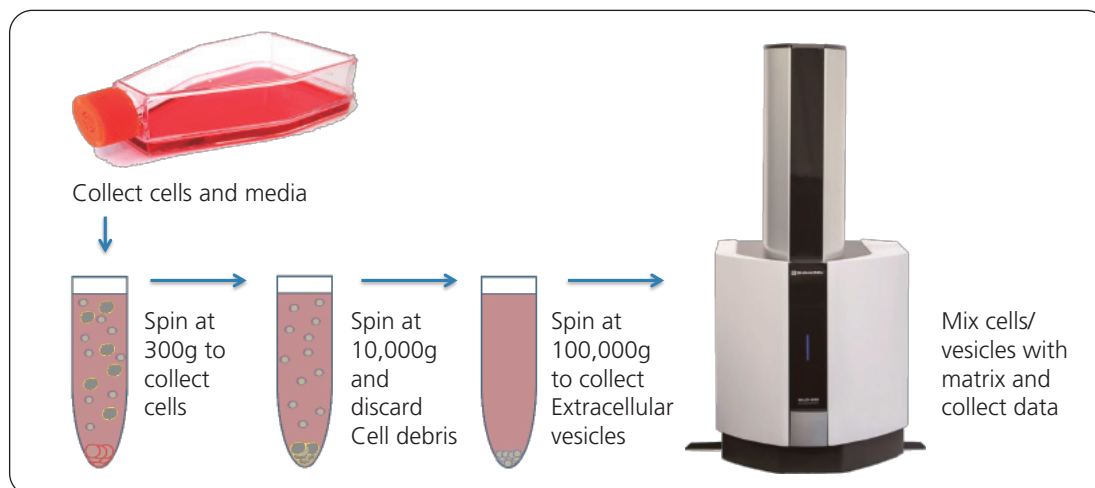 Collect cells and media
Spin at
300g to
collect
cells
Spin at
10,000g
and
discard
Cell debris
Spin at
100,000g
to collect
Extracellular
vesicles
Mix cells/
vesicles with
matrix and
collect data